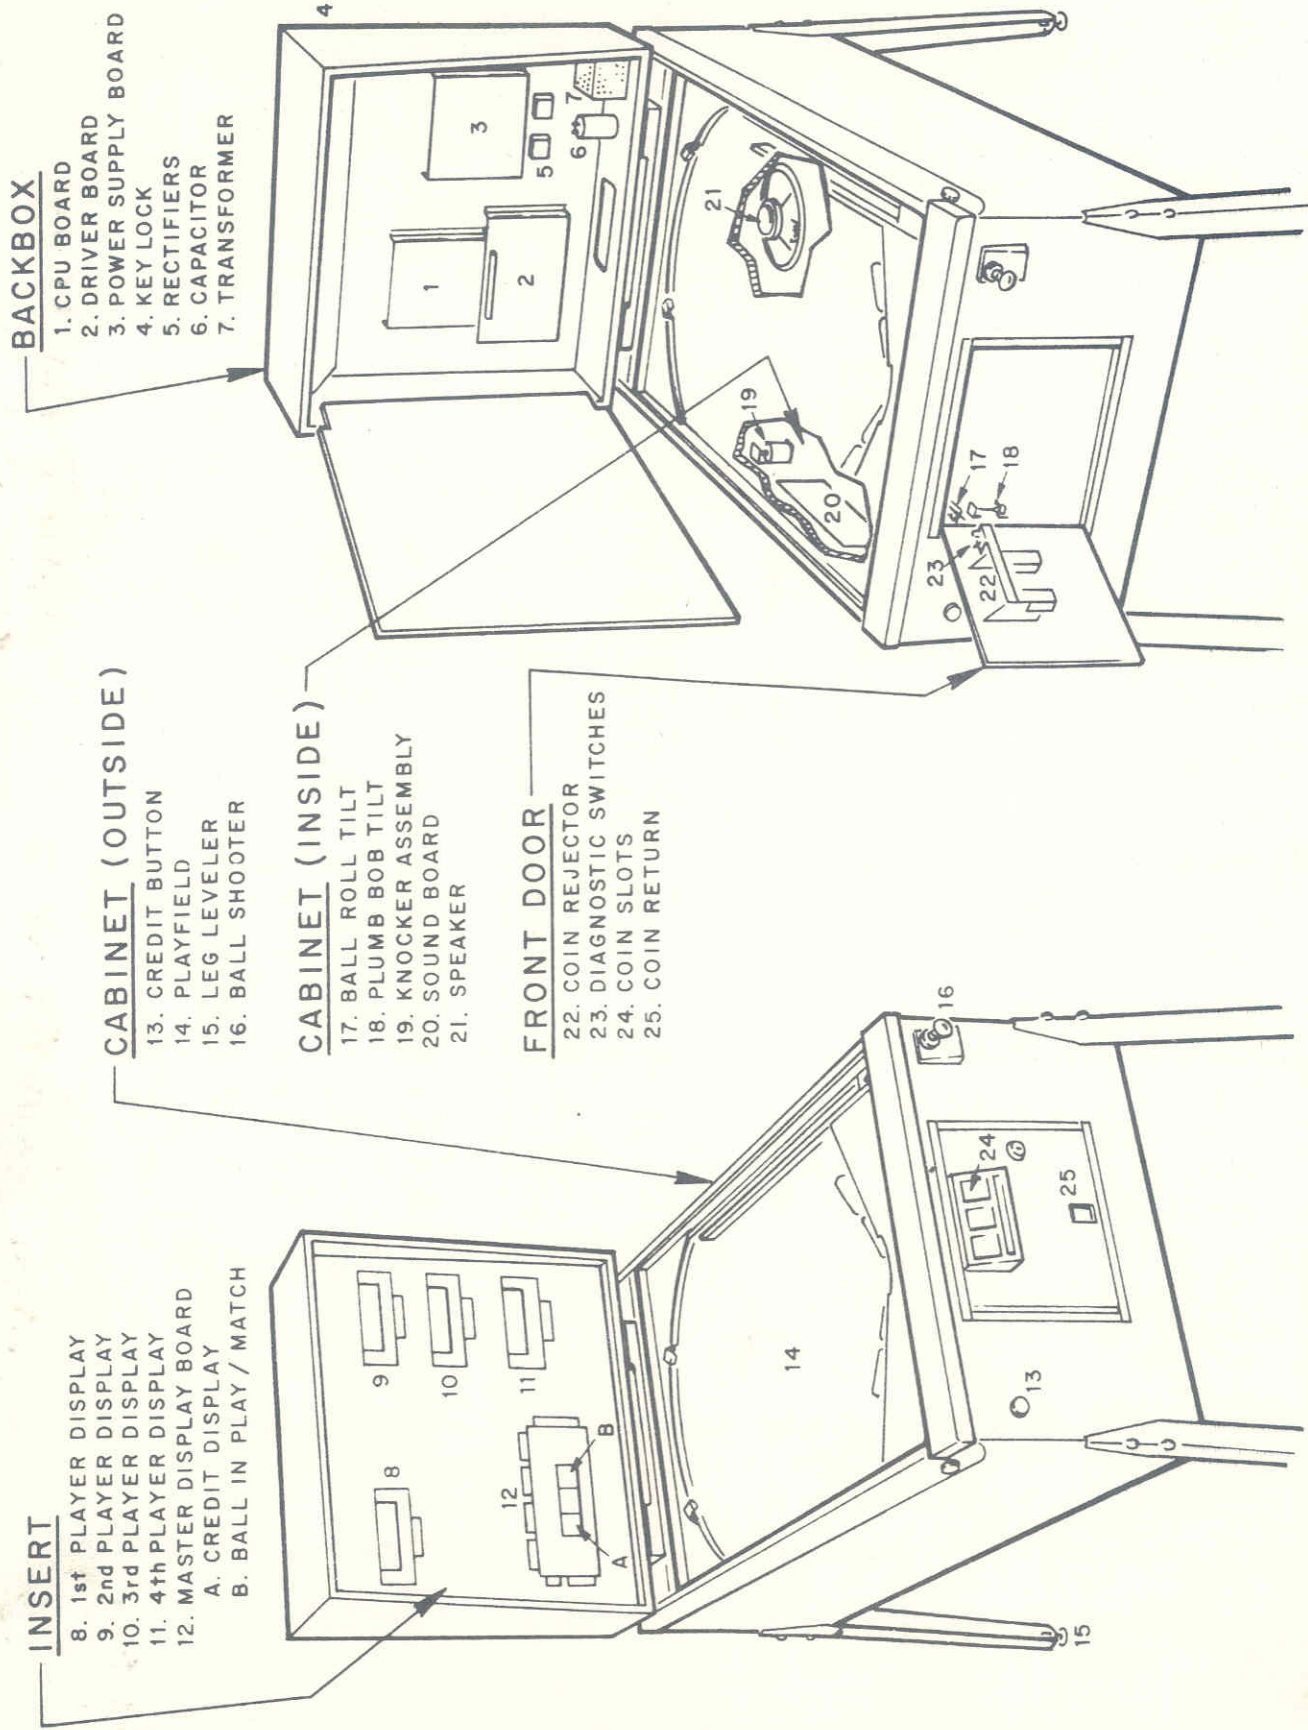 INSERT
8. 1st PLAYER DISPLAY
9. 2nd PLAYER DISPLAY
10. 3rd PLAYER DISPLAY
11. 4th PLAYER DISPLAY
12. MASTER DISPLAY BOARD
A. CREDIT DISPLAY
B. BALL IN PLAY / MATCH
CABINET (OUTSIDE)
13. CREDIT BUTTON
14. PLAYFIELD
15. LEG LEVELER
16. BALL SHOOTER
CABINET (INSIDE)
17. BALL ROLL TILT
18. PLUMB BOB TILT
19. KNOCKER ASSEMBLY
20. SOUND BOARD
21. SPEAKER
FRONT DOOR
22. COIN REJECTOR
23. DIAGNOSTIC SWITCHES
24. COIN SLOTS
25. COIN RETURN
BACKBOX
1. CPU BOARD
2. DRIVER BOARD
3. POWER SUPPLY BOARD
4. KEY LOCK
5. RECTIFIERS
6. CAPACITOR
7. TRANSFORMER
8
9
10
11
12
A
B
14
13
15
16
24
25
1
2
3
4
5
6
7
19
20
21
17
18
23
22